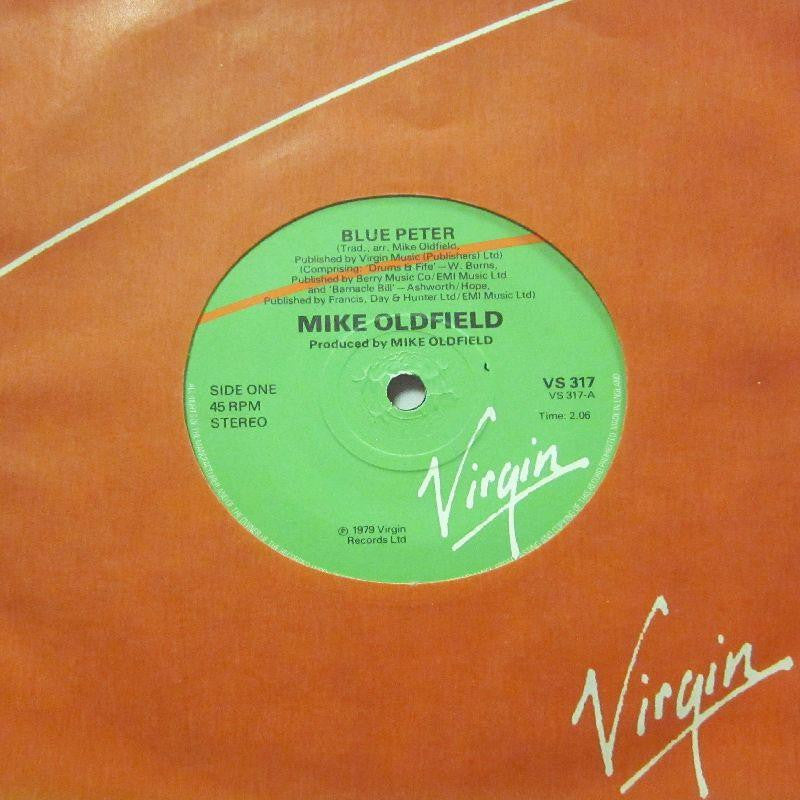 BLUE PETER
(Trad., arr. Mike Oldfield,
Published by Virgin Music (Publishers) Ltd)
(Comprising: 'Drums & Fife'—W. Burns,
Published by Berry Music Co/EMI Music Ltd
and 'Barnacle Bill'—Ashworth/Hope,
Published by Francis, Day & Hunter Ltd/EMI Music Ltd)
MIKE OLDFIELD
Produced by MIKE OLDFIELD
SIDE ONE
45 RPM
STEREO
VS 317
VS 317-A
Time: 2.06
Virgin
℗ 1979 Virgin
Records Ltd
Virgin